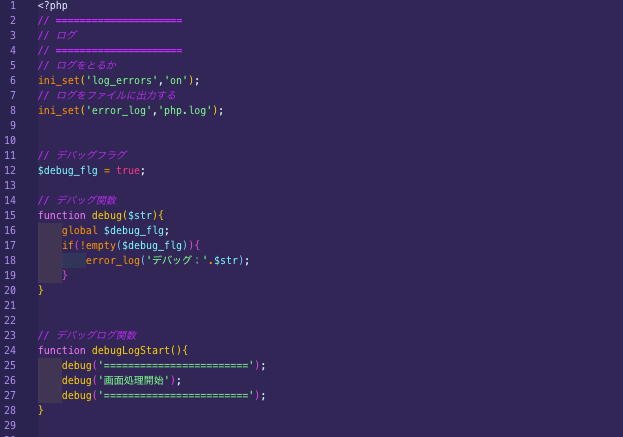 1 <?php
2 // =====================
3 // ログ
4 // =====================
5 // ログをとるか
6 ini_set('log_errors','on');
7 // ログをファイルに出力する
8 ini_set('error_log','php.log');
9
10
11 // デバッグフラグ
12 $debug_flg = true;
13
14 // デバッグ関数
15 function debug($str){
16 global $debug_flg;
17 if(!empty($debug_flg)){
18 error_log('デバッグ：'.$str);
19 }
20 }
21
22
23 // デバッグログ関数
24 function debugLogStart(){
25 debug('========================');
26 debug('画面処理開始');
27 debug('========================');
28 }
29